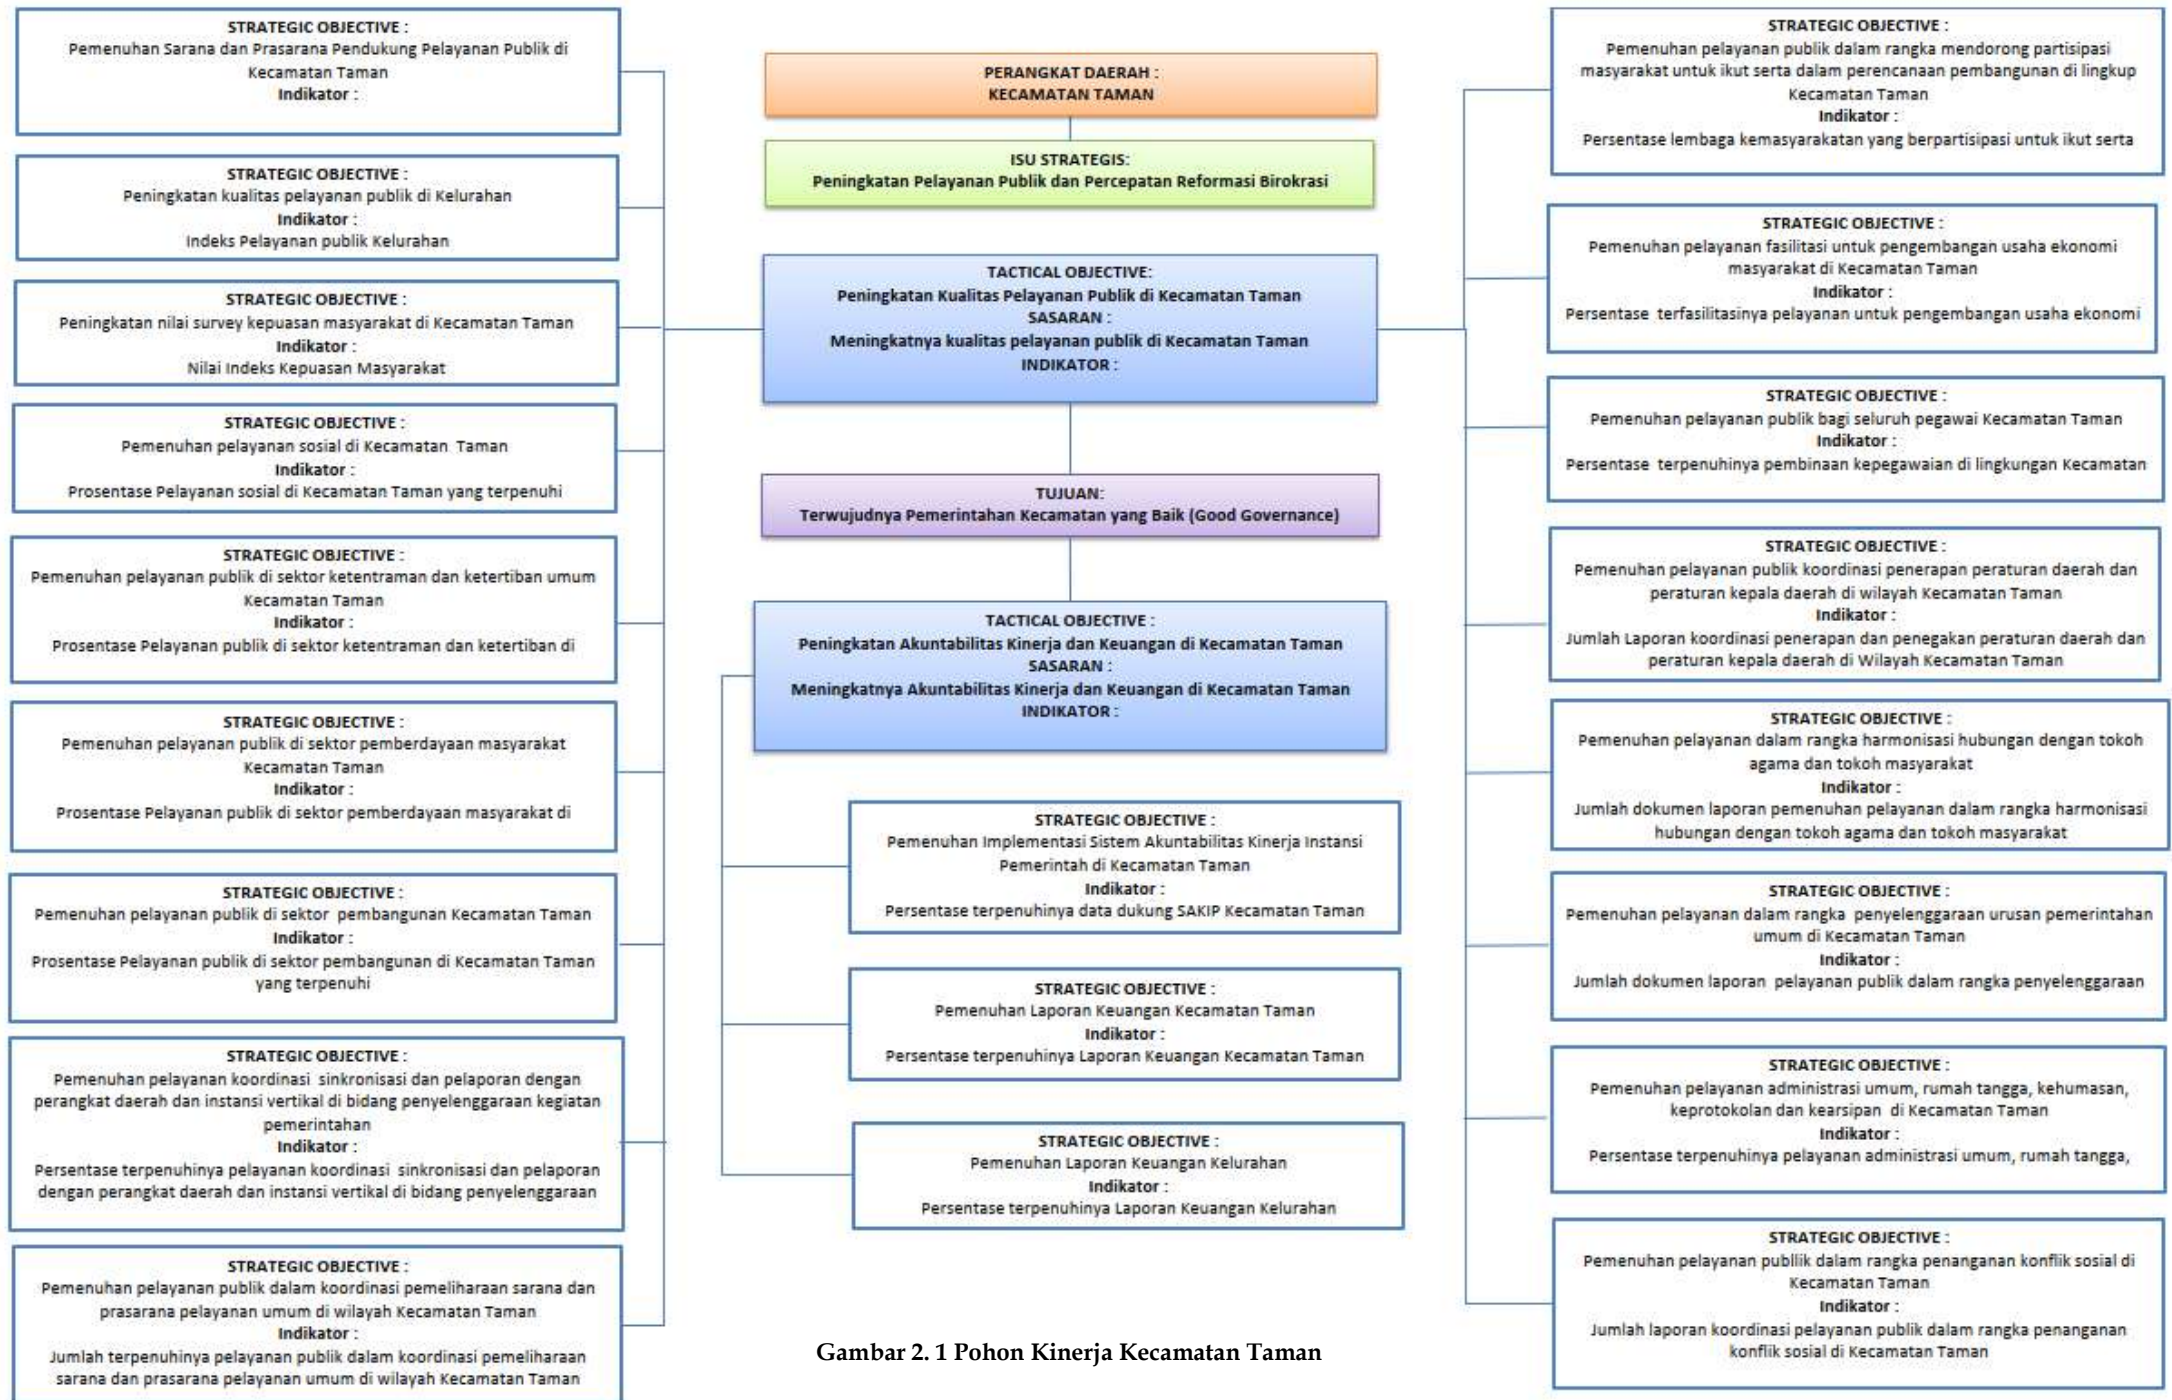 STRATEGIC OBJECTIVE :
Pemenuhan Sarana dan Prasarana Pendukung Pelayanan Publik di
Kecamatan Taman
Indikator :
STRATEGIC OBJECTIVE :
Peningkatan kualitas pelayanan publik di Kelurahan
Indikator :
Indeks Pelayanan publik Kelurahan
STRATEGIC OBJECTIVE :
Peningkatan nilai survey kepuasan masyarakat di Kecamatan Taman
Indikator :
Nilai Indeks Kepuasan Masyarakat
STRATEGIC OBJECTIVE :
Pemenuhan pelayanan sosial di Kecamatan Taman
Indikator :
Prosentase Pelayanan sosial di Kecamatan Taman yang terpenuhi
STRATEGIC OBJECTIVE :
Pemenuhan pelayanan publik di sektor ketentraman dan ketertiban umum
Kecamatan Taman
Indikator :
Prosentase Pelayanan publik di sektor ketentraman dan ketertiban di
STRATEGIC OBJECTIVE :
Pemenuhan pelayanan publik di sektor pemberdayaan masyarakat
Kecamatan Taman
Indikator :
Prosentase Pelayanan publik di sektor pemberdayaan masyarakat di
STRATEGIC OBJECTIVE :
Pemenuhan pelayanan publik di sektor pembangunan Kecamatan Taman
Indikator :
Prosentase Pelayanan publik di sektor pembangunan di Kecamatan Taman
yang terpenuhi
STRATEGIC OBJECTIVE :
Pemenuhan pelayanan koordinasi sinkronisasi dan pelaporan dengan
perangkat daerah dan instansi vertikal di bidang penyelenggaraan kegiatan
pemerintahan
Indikator :
Persentase terpenuhinya pelayanan koordinasi sinkronisasi dan pelaporan
dengan perangkat daerah dan instansi vertikal di bidang penyelenggaraan
STRATEGIC OBJECTIVE :
Pemenuhan pelayanan publik dalam koordinasi pemeliharaan sarana dan
prasarana pelayanan umum di wilayah Kecamatan Taman
Indikator :
Jumlah terpenuhinya pelayanan publik dalam koordinasi pemeliharaan
sarana dan prasarana pelayanan umum di wilayah Kecamatan Taman
PERANGKAT DAERAH :
KECAMATAN TAMAN
ISU STRATEGIS:
Peningkatan Pelayanan Publik dan Percepatan Reformasi Birokrasi
TACTICAL OBJECTIVE:
Peningkatan Kualitas Pelayanan Publik di Kecamatan Taman
SASARAN :
Meningkatnya kualitas pelayanan publik di Kecamatan Taman
INDIKATOR :
TUJUAN:
Terwujudnya Pemerintahan Kecamatan yang Baik (Good Governance)
TACTICAL OBJECTIVE :
Peningkatan Akuntabilitas Kinerja dan Keuangan di Kecamatan Taman
SASARAN :
Meningkatnya Akuntabilitas Kinerja dan Keuangan di Kecamatan Taman
INDIKATOR :
STRATEGIC OBJECTIVE :
Pemenuhan Implementasi Sistem Akuntabilitas Kinerja Instansi
Pemerintah di Kecamatan Taman
Indikator :
Persentase terpenuhinya data dukung SAKIP Kecamatan Taman
STRATEGIC OBJECTIVE :
Pemenuhan Laporan Keuangan Kecamatan Taman
Indikator :
Persentase terpenuhinya Laporan Keuangan Kecamatan Taman
STRATEGIC OBJECTIVE :
Pemenuhan Laporan Keuangan Kelurahan
Indikator :
Persentase terpenuhinya Laporan Keuangan Kelurahan
STRATEGIC OBJECTIVE :
Pemenuhan pelayanan publik dalam rangka mendorong partisipasi
masyarakat untuk ikut serta dalam perencanaan pembangunan di lingkup
Kecamatan Taman
Indikator :
Persentase lembaga kemasyarakatan yang berpartisipasi untuk ikut serta
STRATEGIC OBJECTIVE :
Pemenuhan pelayanan fasilitasi untuk pengembangan usaha ekonomi
masyarakat di Kecamatan Taman
Indikator :
Persentase terfasilitasinya pelayanan untuk pengembangan usaha ekonomi
STRATEGIC OBJECTIVE :
Pemenuhan pelayanan publik bagi seluruh pegawai Kecamatan Taman
Indikator :
Persentase terpenuhinya pembinaan kepegawaian di lingkungan Kecamatan
STRATEGIC OBJECTIVE :
Pemenuhan pelayanan publik koordinasi penerapan peraturan daerah dan
peraturan kepala daerah di wilayah Kecamatan Taman
Indikator :
Jumlah Laporan koordinasi penerapan dan penegakan peraturan daerah dan
peraturan kepala daerah di Wilayah Kecamatan Taman
STRATEGIC OBJECTIVE :
Pemenuhan pelayanan dalam rangka harmonisasi hubungan dengan tokoh
agama dan tokoh masyarakat
Indikator :
Jumlah dokumen laporan pemenuhan pelayanan dalam rangka harmonisasi
hubungan dengan tokoh agama dan tokoh masyarakat
STRATEGIC OBJECTIVE :
Pemenuhan pelayanan dalam rangka penyelenggaraan urusan pemerintahan
umum di Kecamatan Taman
Indikator :
Jumlah dokumen laporan pelayanan publik dalam rangka penyelenggaraan
STRATEGIC OBJECTIVE :
Pemenuhan pelayanan administrasi umum, rumah tangga, kehumasan,
keprotokolan dan kearsipan di Kecamatan Taman
Indikator :
Persentase terpenuhinya pelayanan administrasi umum, rumah tangga,
STRATEGIC OBJECTIVE :
Pemenuhan pelayanan publlik dalam rangka penanganan konflik sosial di
Kecamatan Taman
Indikator :
Jumlah laporan koordinasi pelayanan publik dalam rangka penanganan
konflik sosial di Kecamatan Taman
Gambar 2. 1 Pohon Kinerja Kecamatan Taman